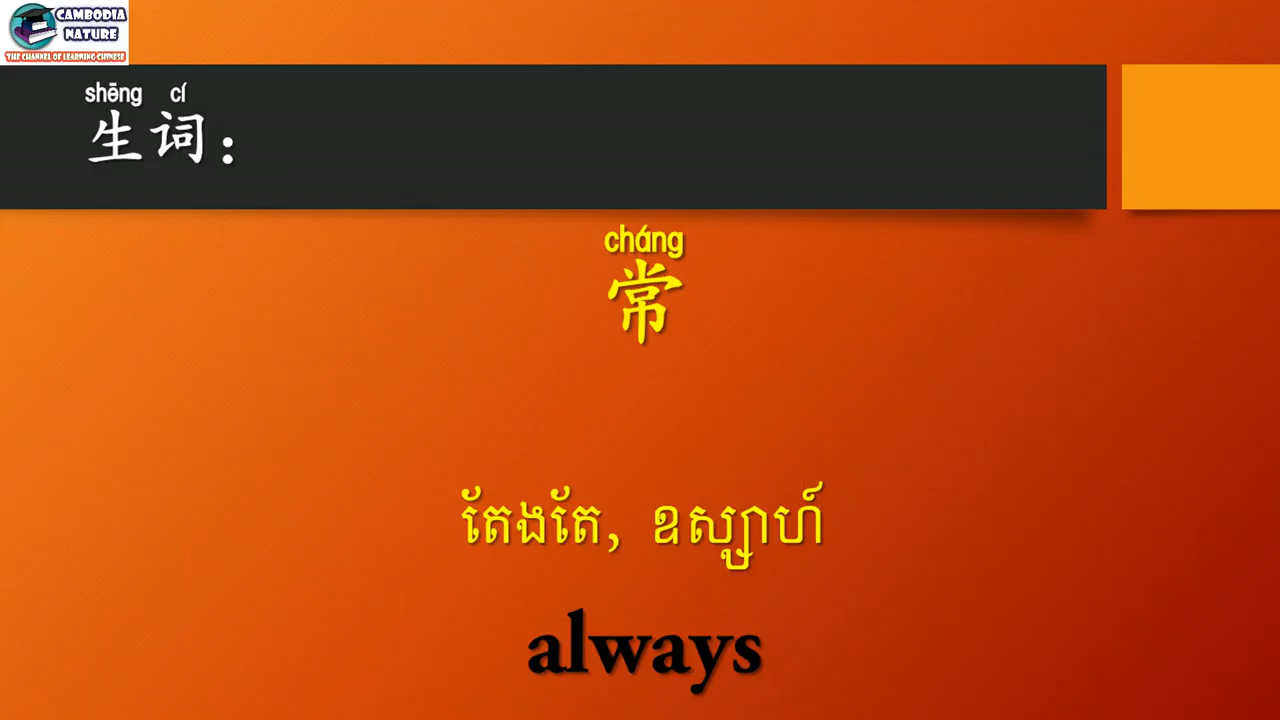 CAMBODIA
NATURE
THE CHANNEL OF LEARNING CHINESE
shēng cí
生词：
cháng
常
តែងតែ, ឧស្សាហ៍
always